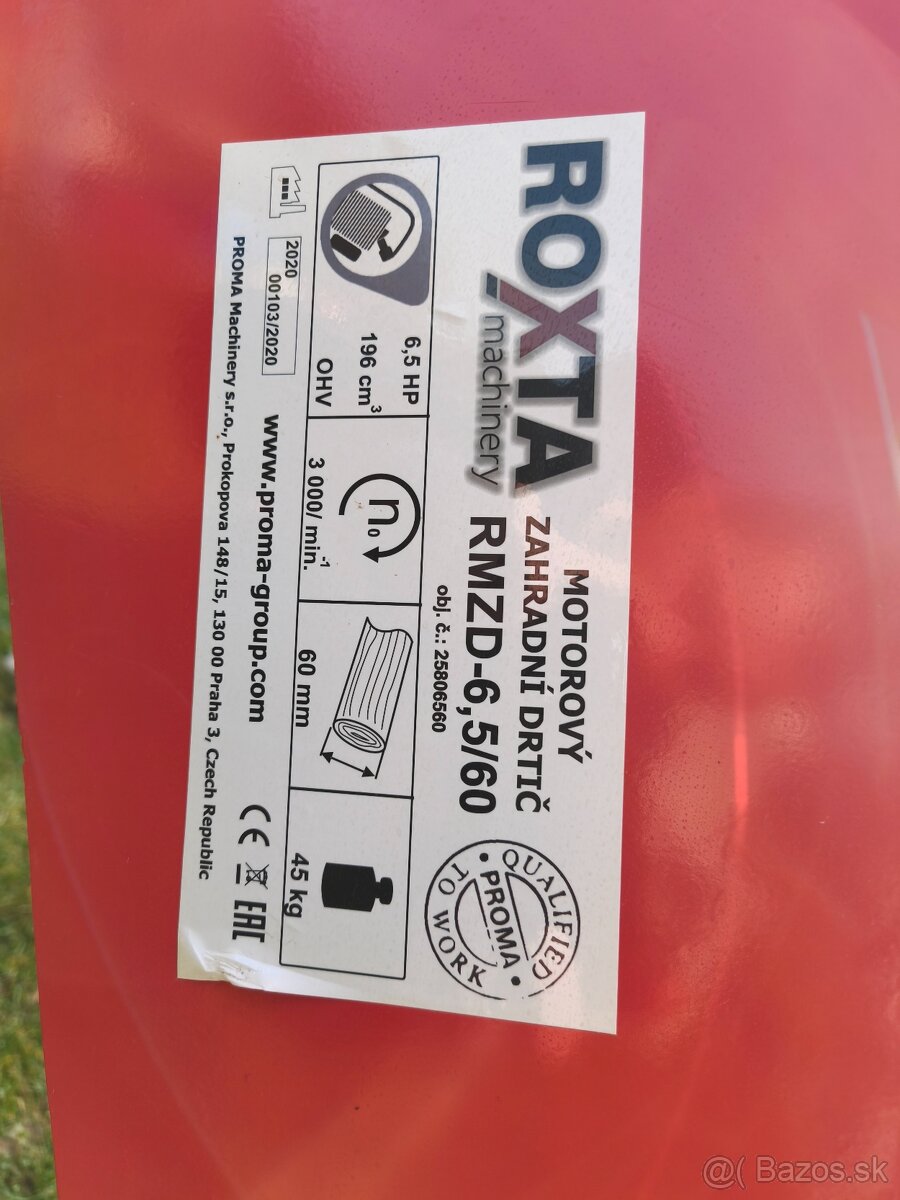 ROXTA
machinery
MOTOROVÝ
ZAHRADNÍ DRTIČ
RMZD-6,5/60
obj. č.: 25806560
QUALIFIED
PROMA
TO WORK
6,5 HP
196 cm³
OHV
n₀
3 000/ min.⁻¹
60 mm
45 kg
2020
00103/2020
www.proma-group.com
CE
EAC
PROMA Machinery s.r.o., Prokopova 148/15, 130 00 Praha 3, Czech Republic
@( Bazos.sk